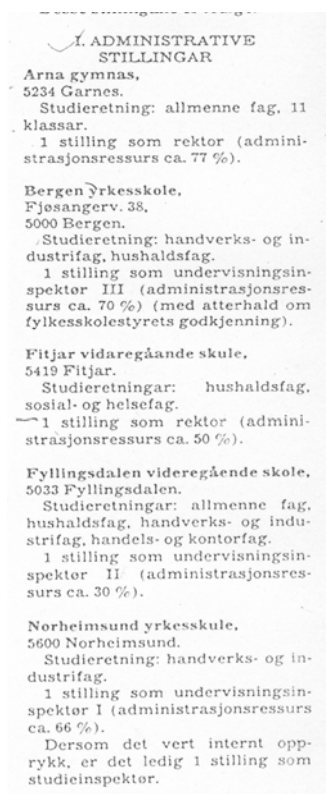 I. ADMINISTRATIVE
STILLINGAR
Arna gymnas,
5234 Garnes.
Studieretning: allmenne fag, 11
klassar.
1 stilling som rektor (admini-
strasjonsressurs ca. 77 %).
Bergen yrkesskole,
Fjøsangerv. 38,
5000 Bergen.
Studieretning: handverks- og in-
dustrifag, hushaldsfag.
1 stilling som undervisningsin-
spektør III (administrasjonsres-
surs ca. 70 %) (med atterhald om
fylkesskolestyrets godkjenning).
Fitjar vidaregåande skule,
5419 Fitjar.
Studieretningar: hushaldsfag,
sosial- og helsefag.
1 stilling som rektor (admini-
strasjonsressurs ca. 50 %).
Fyllingsdalen videregående skole,
5033 Fyllingsdalen.
Studieretningar: allmenne fag,
hushaldsfag, handverks- og indu-
strifag, handels- og kontorfag.
1 stilling som undervisningsin-
spektør II (administrasjonsres-
surs ca. 30 %).
Norheimsund yrkesskule,
5600 Norheimsund.
Studieretning: handverks- og in-
dustrifag.
1 stilling som undervisningsin-
spektør I (administrasjonsressurs
ca. 66 %).
Dersom det vert internt opp-
rykk, er det ledig 1 stilling som
studieinspektør.